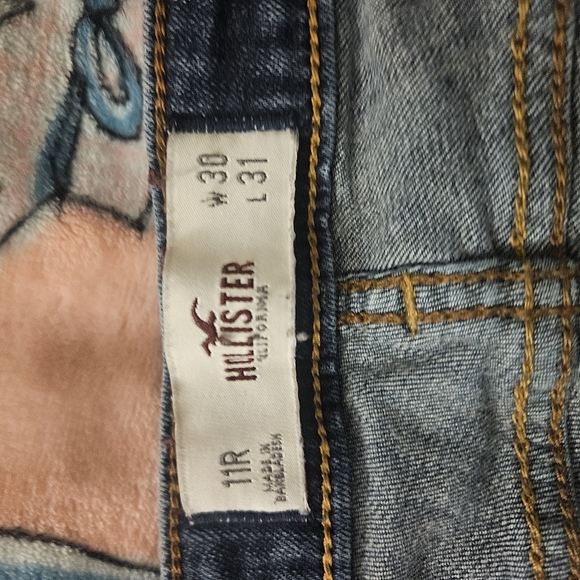 11R
MADE IN
BANGLADESH
HOLLISTER
CALIFORNIA
W 30
L 31